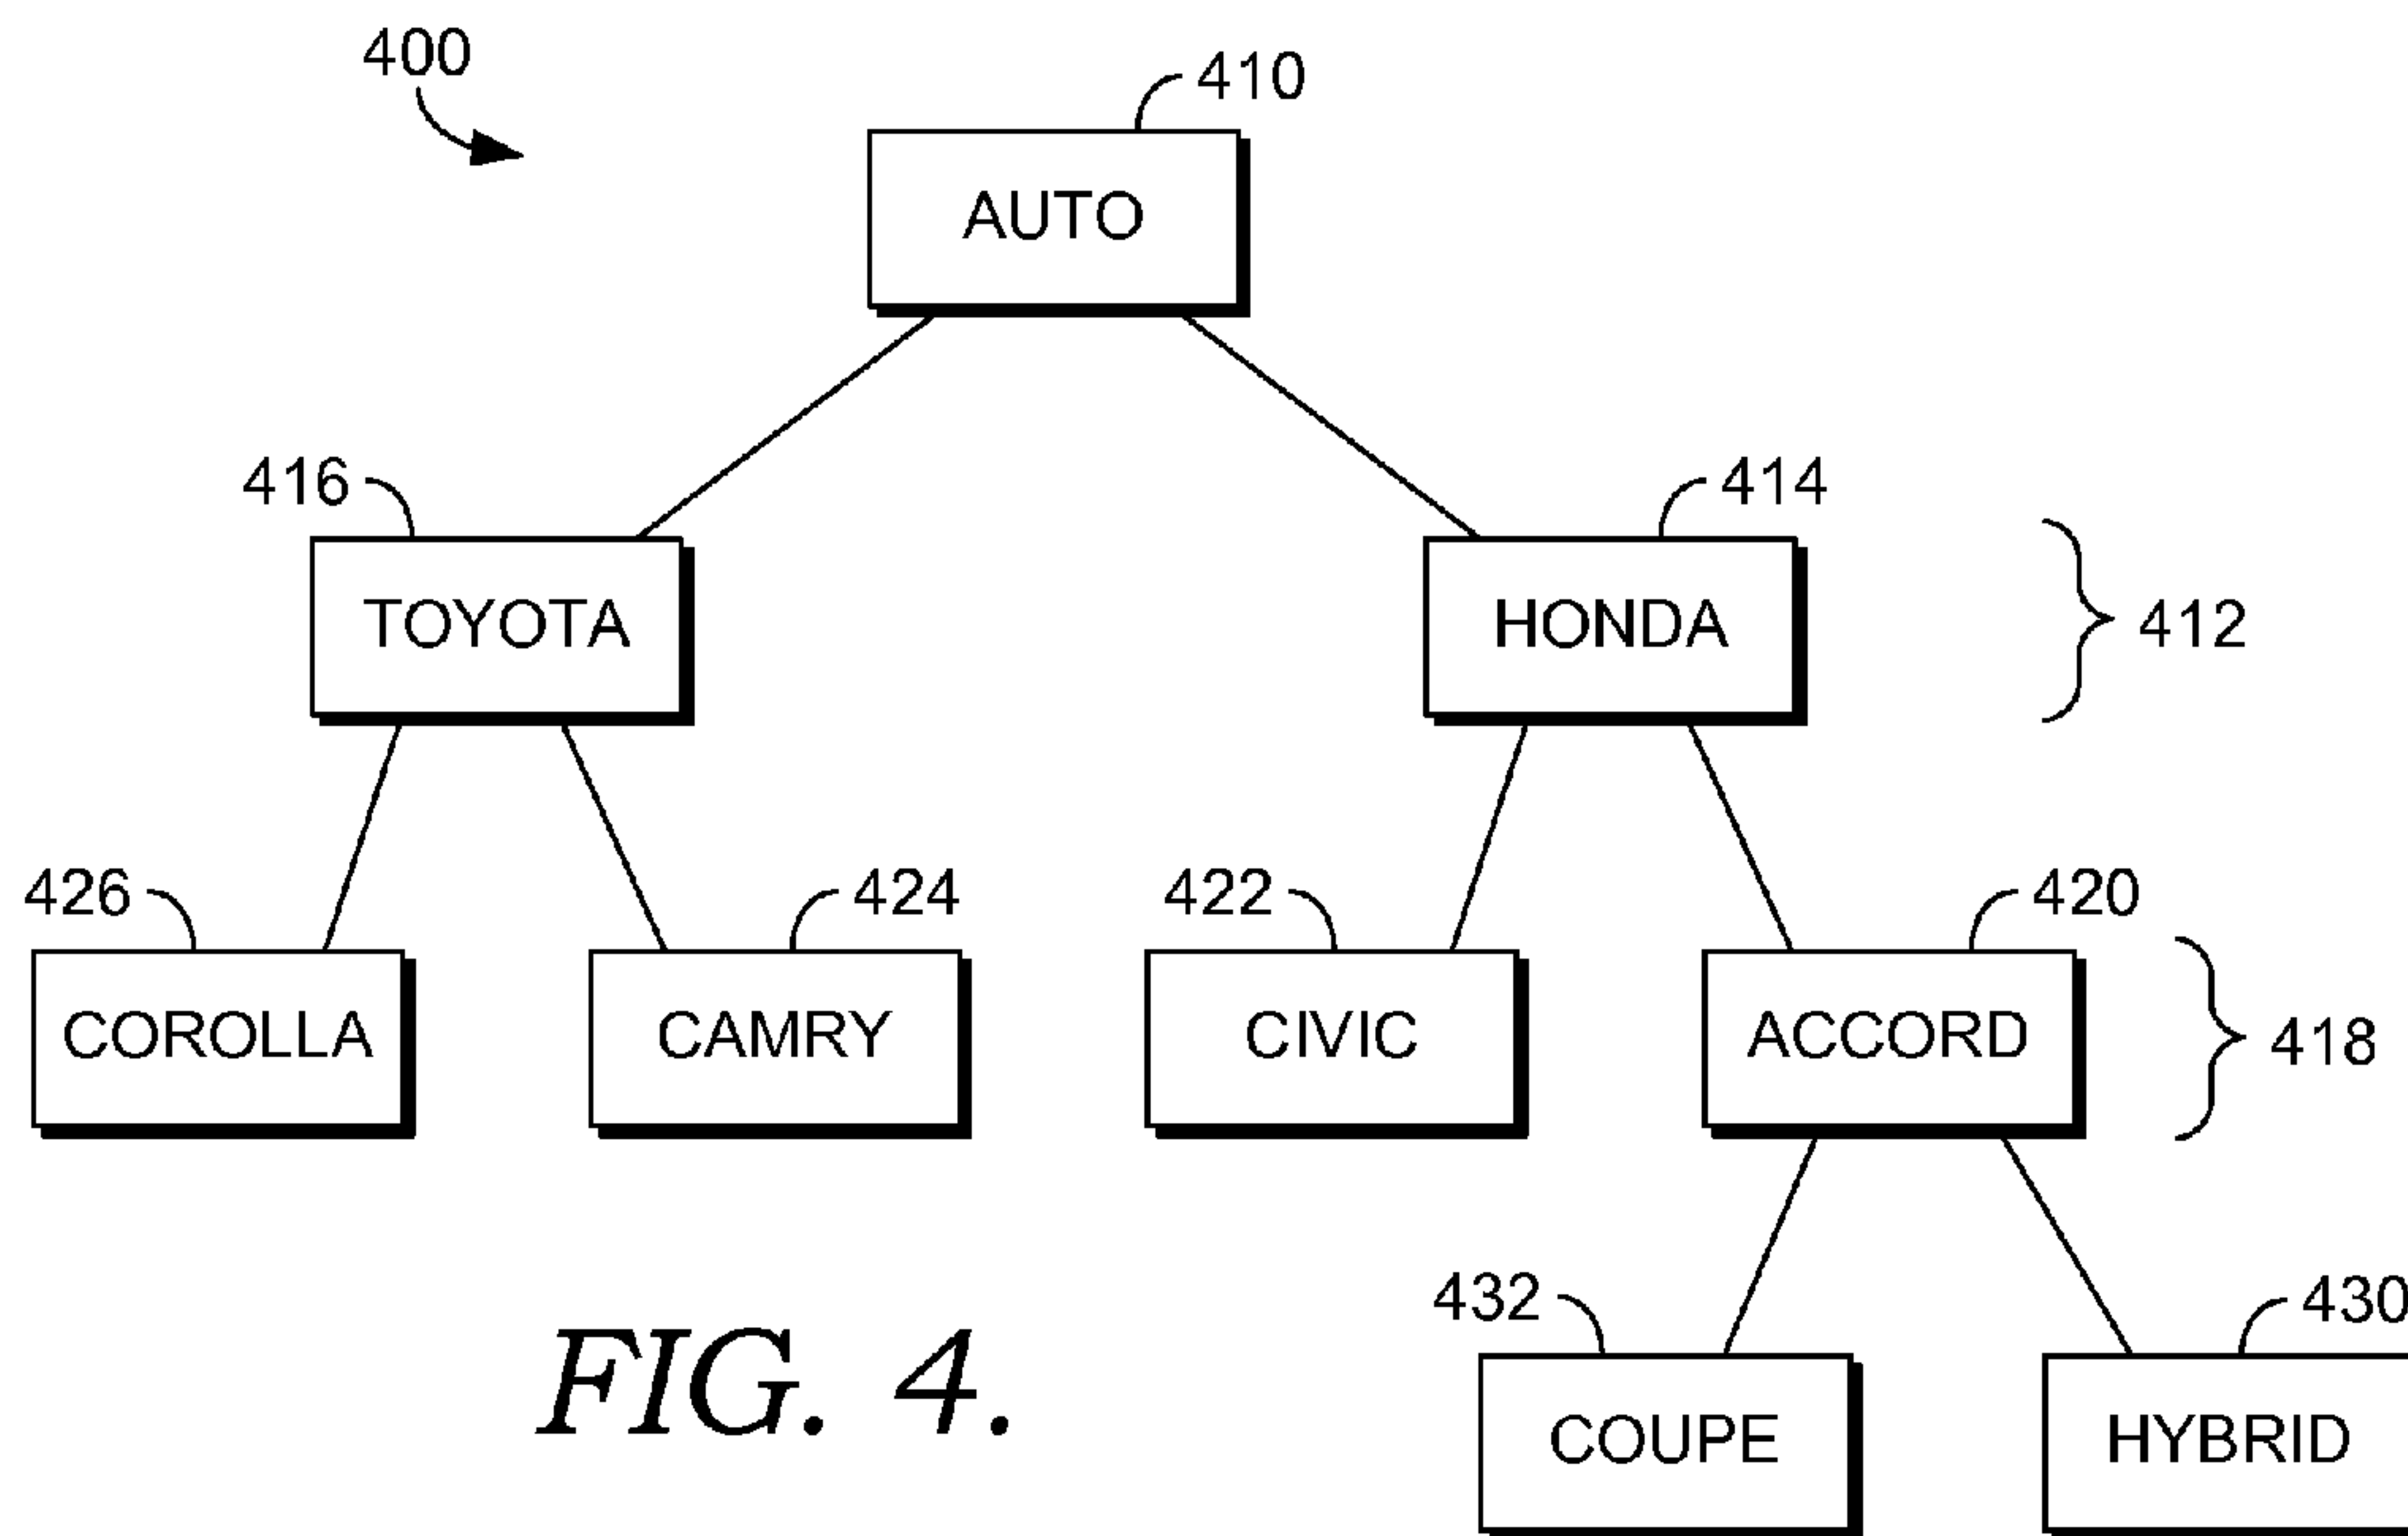 400
410
AUTO
416
414
TOYOTA
HONDA
412
426
424
422
420
COROLLA
CAMRY
CIVIC
ACCORD
418
432
430
FIG. 4.
COUPE
HYBRID